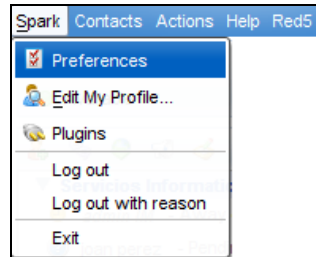 Spark Contacts Actions Help Red5
Preferences
Edit My Profile...
Plugins
Log out
Servicios Informati
Log out with reason
Exit